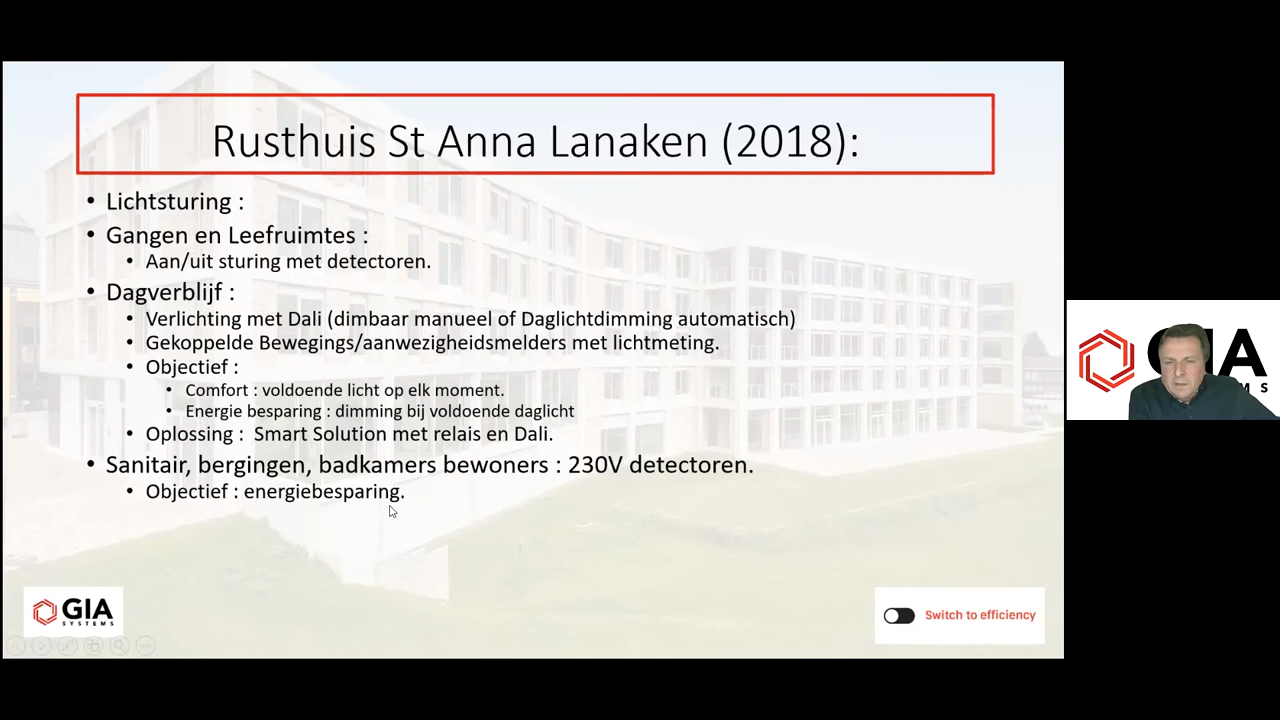 Rusthuis St Anna Lanaken (2018):
• Lichtsturing :
• Gangen en Leefruimtes :
• Aan/uit sturing met detectoren.
• Dagverblijf :
• Verlichting met Dali (dimbaar manueel of Daglichtdimming automatisch)
• Gekoppelde Bewegings/aanwezigheidsmelders met lichtmeting.
• Objectief :
• Comfort : voldoende licht op elk moment.
• Energie besparing : dimming bij voldoende daglicht
• Oplossing : Smart Solution met relais en Dali.
• Sanitair, bergingen, badkamers bewoners : 230V detectoren.
• Objectief : energiebesparing.
GIA
SYSTEMS
Switch to efficiency